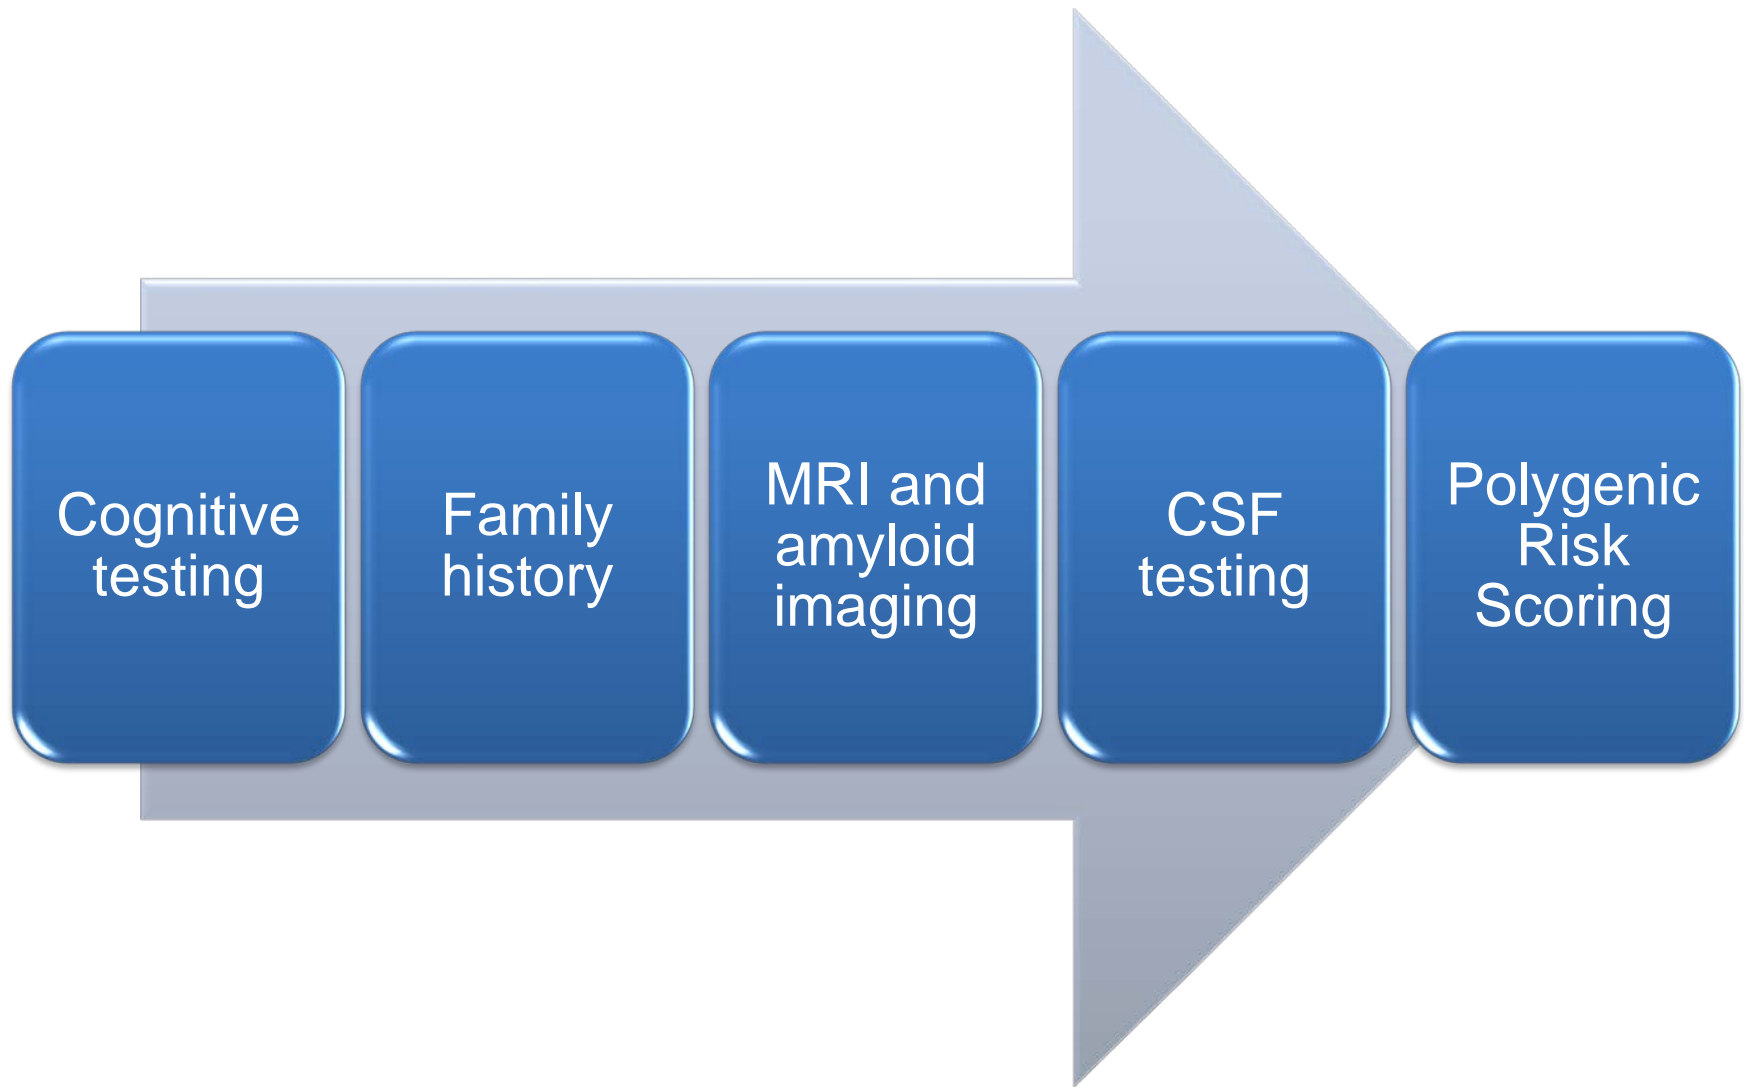 Cognitive
testing
Family
history
MRI and
amyloid
imaging
CSF
testing
Polygenic
Risk
Scoring